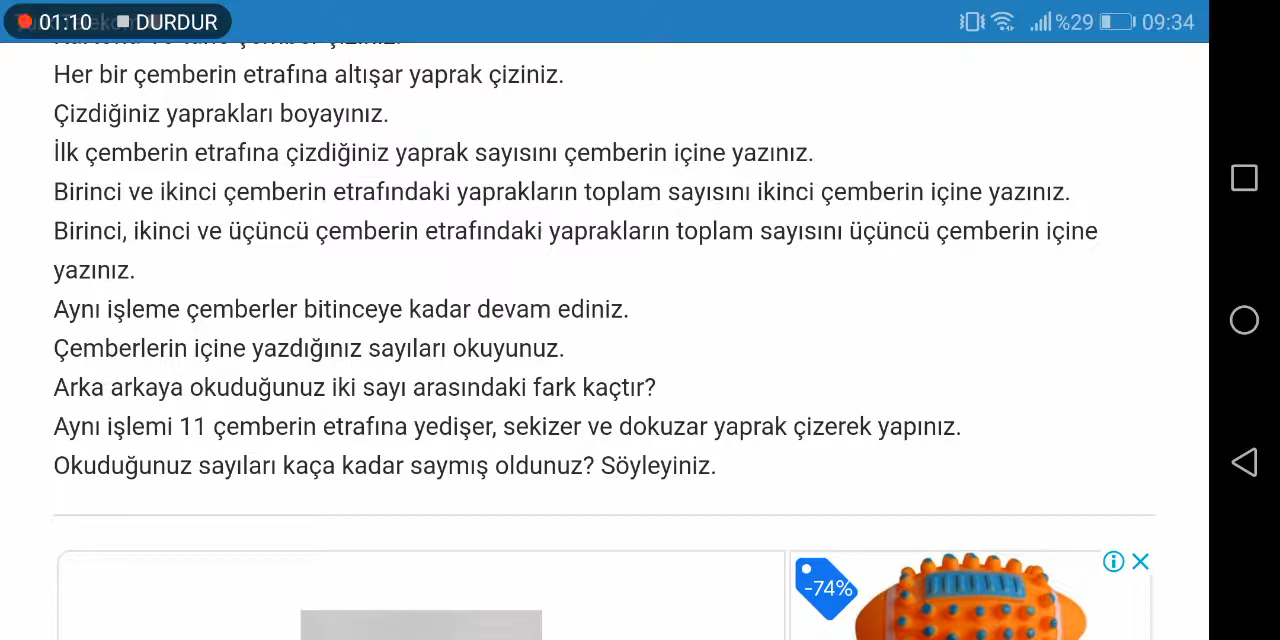 01:10 DURDUR %29 09:34
Her bir çemberin etrafına altışar yaprak çiziniz.
Çizdiğiniz yaprakları boyayınız.
İlk çemberin etrafına çizdiğiniz yaprak sayısını çemberin içine yazınız.
Birinci ve ikinci çemberin etrafındaki yaprakların toplam sayısını ikinci çemberin içine yazınız.
Birinci, ikinci ve üçüncü çemberin etrafındaki yaprakların toplam sayısını üçüncü çemberin içine
yazınız.
Aynı işleme çemberler bitinceye kadar devam ediniz.
Çemberlerin içine yazdığınız sayıları okuyunuz.
Arka arkaya okuduğunuz iki sayı arasındaki fark kaçtır?
Aynı işlemi 11 çemberin etrafına yedişer, sekizer ve dokuzar yaprak çizerek yapınız.
Okuduğunuz sayıları kaça kadar saymış oldunuz? Söyleyiniz.
-74%